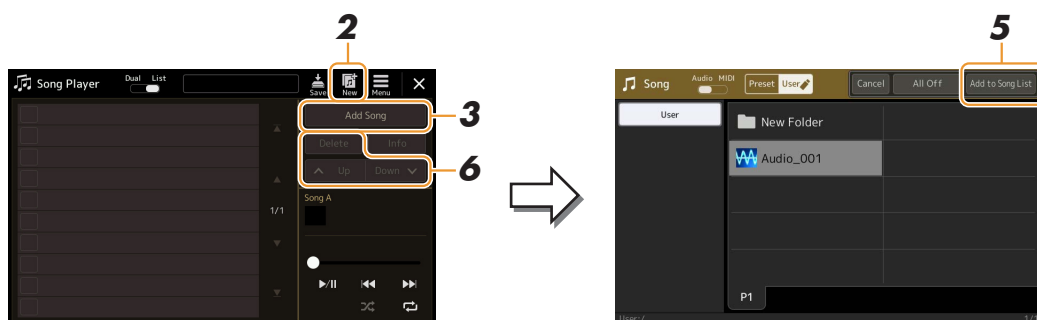 2
5
Song Player
Dual List
Save
New
Menu
Add Song
3
Delete
Info
6
Up
Down
Song A
1/1
Song
Audio MIDI
Preset
User
Cancel
All Off
Add to Song List
User
New Folder
Audio_001
P1
User:/
1/1